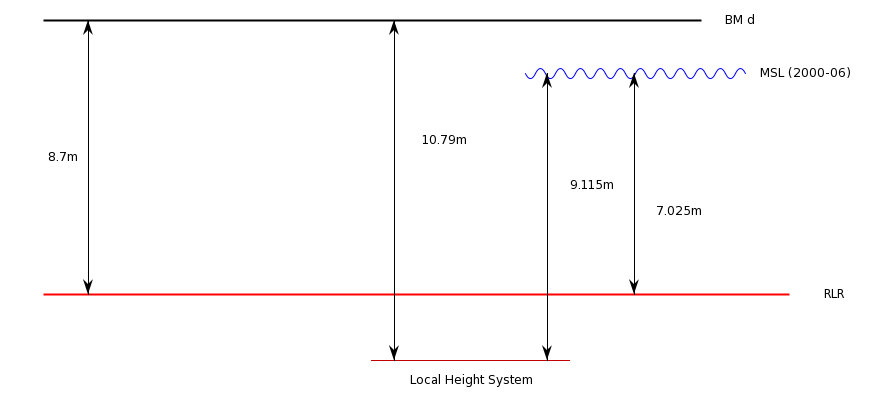 BM d
MSL (2000-06)
10.79m
8.7m
9.115m
7.025m
RLR
Local Height System